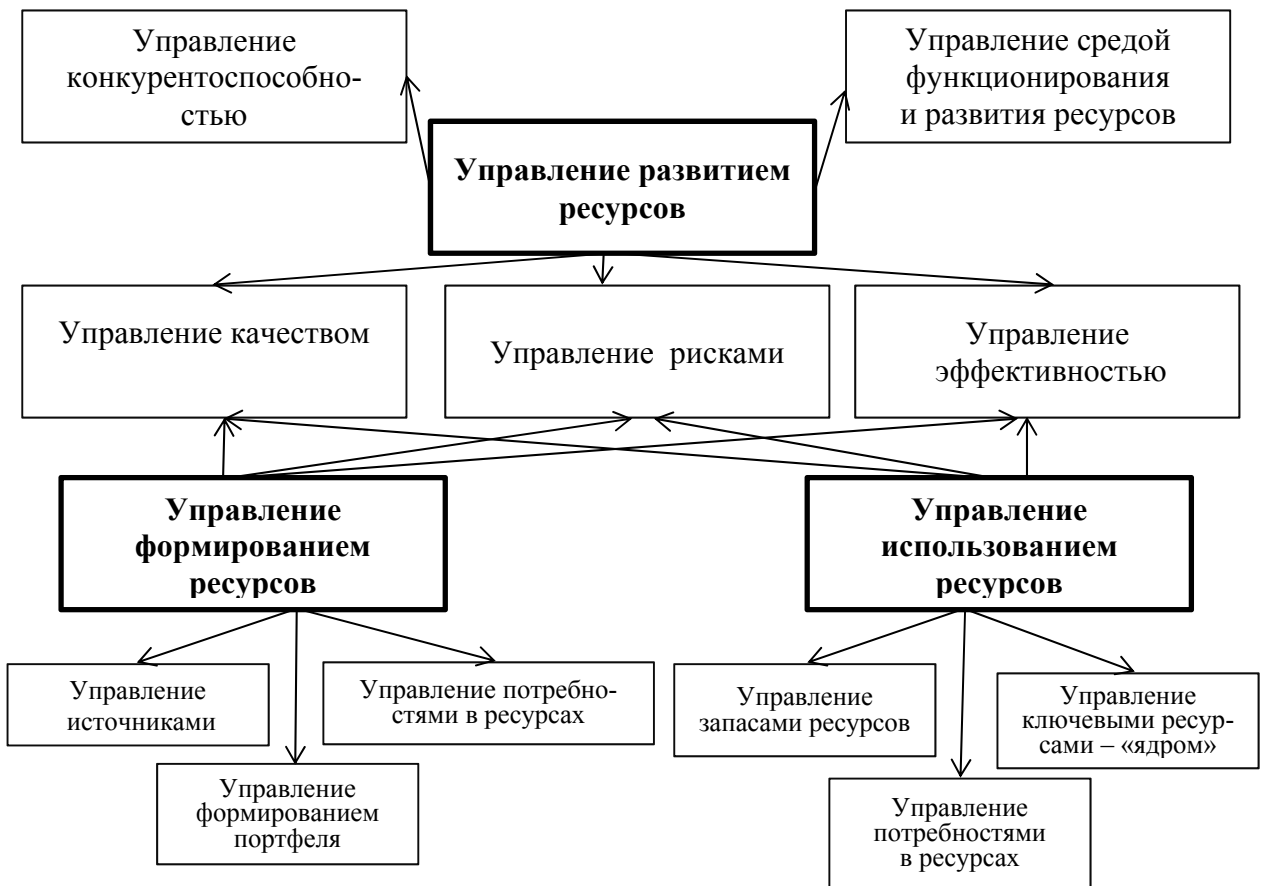 Управление
конкурентоспособно-
стью
Управление средой
функционирования
и развития ресурсов
Управление развитием
ресурсов
Управление качеством
Управление рисками
Управление
эффективностью
Управление
формированием
ресурсов
Управление
использованием
ресурсов
Управление
источниками
Управление потребно-
стями в ресурсах
Управление
запасами ресурсов
Управление
ключевыми ресур-
сами – «ядром»
Управление
формированием
портфеля
Управление
потребностями
в ресурсах